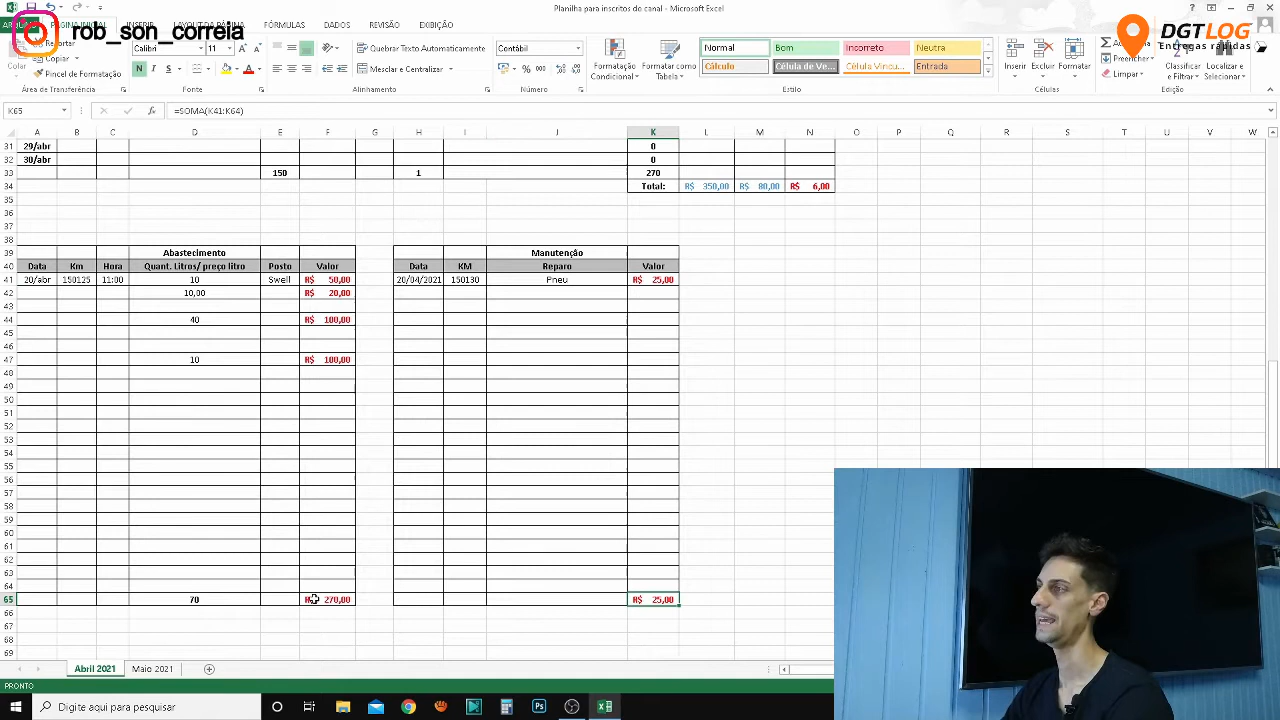 Planilha para inscritos do canal - Microsoft Excel
rob_son_correia
DGTLOG
Entregas rápidas
PÁGINA INICIAL INSERIR LAYOUT DA PÁGINA FÓRMULAS DADOS REVISÃO EXIBIÇÃO
Copiar
Pincel de Formatação
Colar
Calibri 11
N I S
Quebrar Texto Automaticamente
Mesclar e Centralizar
Contábil
Formatação Condicional
Formatar como Tabela
Normal Bom Incorreto Neutra
Cálculo Célula de Ve... Célula Vincu... Entrada
Inserir Excluir Formatar
Preencher
Limpar
Classificar e Filtrar
Localizar e Selecionar
Área de Transferência Fonte Alinhamento Número Estilo Células Edição
K65 fx =SOMA(K41:K64)
A B C D E F G H I J K L M N O P Q R S T U V W
31 29/abr 0
32 30/abr 0
33 150 1 270
34 Total: R$ 350,00 R$ 80,00 R$ 6,00
35
36
37
38
39 Abastecimento Manutenção
40 Data Km Hora Quant. Litros/ preço litro Posto Valor Data KM Reparo Valor
41 20/abr 150125 11:00 10 Swell R$ 50,00 20/04/2021 150130 Pneu R$ 25,00
42 10,00 R$ 20,00
43
44 40 R$ 100,00
45
46
47 10 R$ 100,00
48
49
50
51
52
53
54
55
56
57
58
59
60
61
62
63
64
65 70 R$ 270,00 R$ 25,00
66
67
68
69
Abril 2021 Maio 2021
PRONTO
Digite aqui para pesquisar
Ps